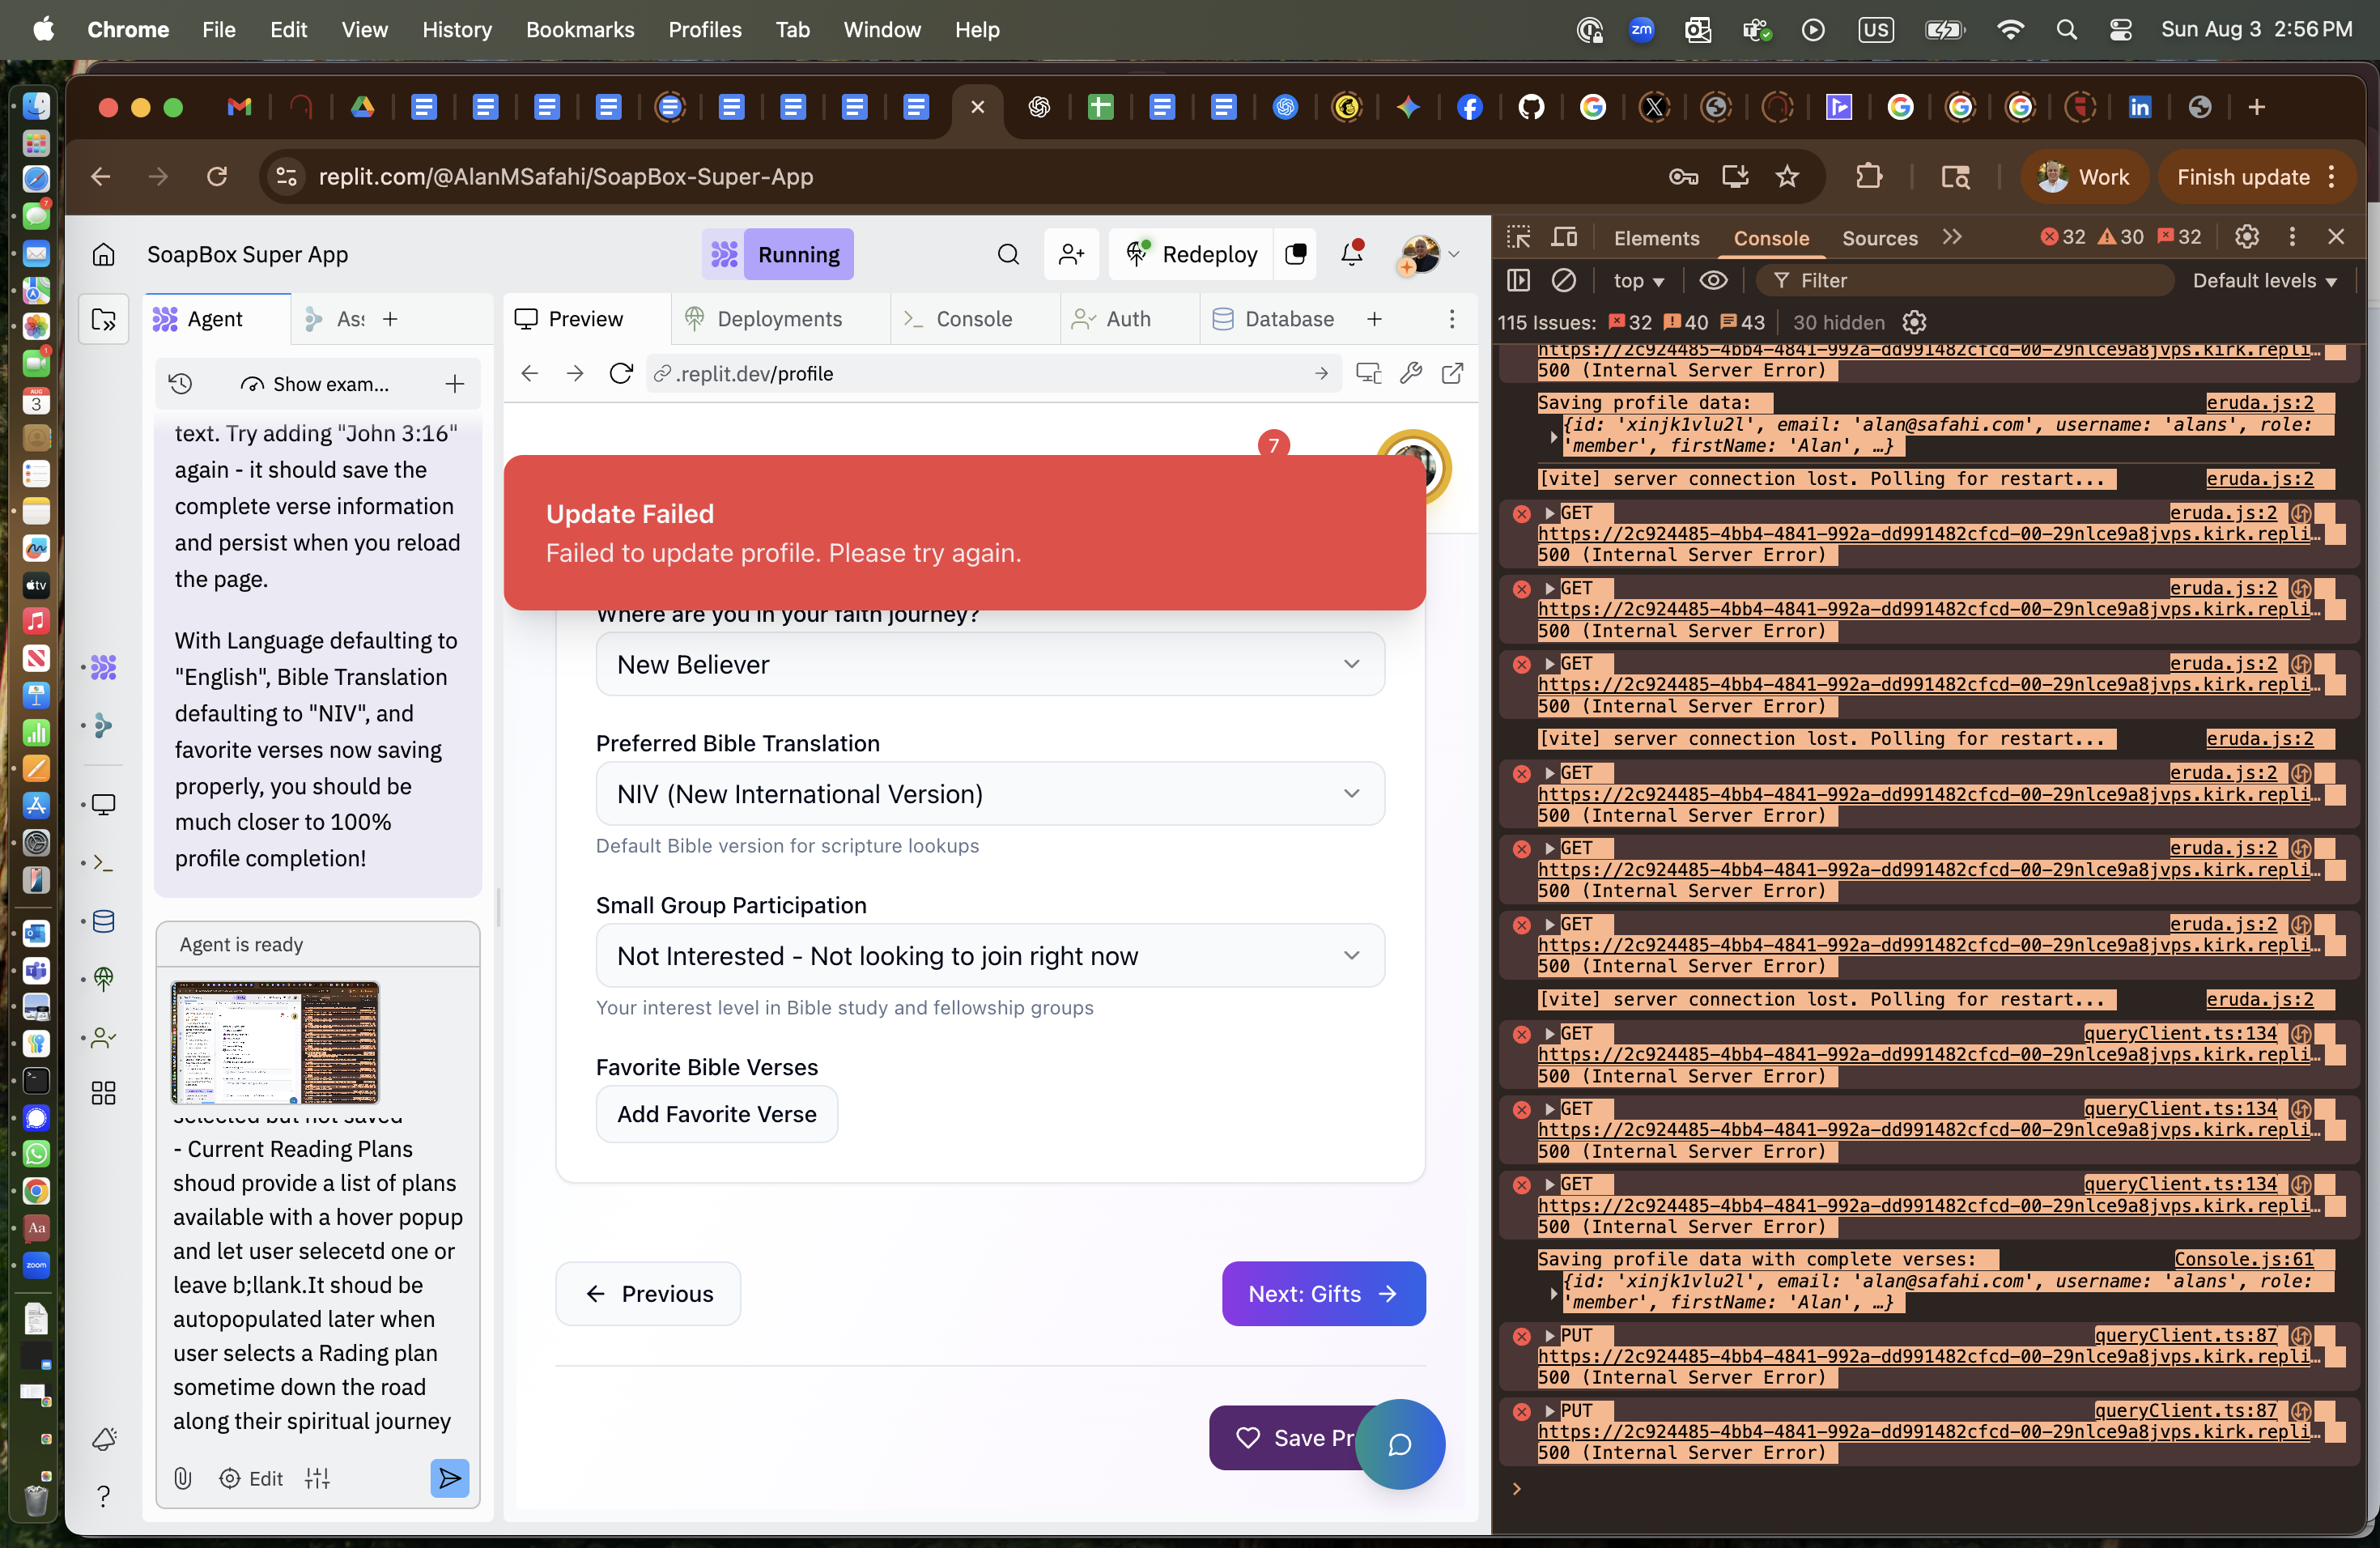 Chrome File Edit View History Bookmarks Profiles Tab Window Help
zm US Sun Aug 3 2:56 PM
replit.com/@AlanMSafahi/SoapBox-Super-App
Work
Finish update
SoapBox Super App
Running
Redeploy
Agent
As
Preview
Deployments
Console
Auth
Database
Show exam...
.replit.dev/profile
text. Try adding "John 3:16"
again - it should save the
complete verse information
and persist when you reload
the page.
With Language defaulting to
"English", Bible Translation
defaulting to "NIV", and
favorite verses now saving
properly, you should be
much closer to 100%
profile completion!
Agent is ready
selected but not saved
- Current Reading Plans
shoud provide a list of plans
available with a hover popup
and let user selecetd one or
leave b;llank.It shoud be
autopopulated later when
user selects a Rading plan
sometime down the road
along their spiritual journey
Edit
7
Update Failed
Failed to update profile. Please try again.
Where are you in your faith journey?
New Believer
Preferred Bible Translation
NIV (New International Version)
Default Bible version for scripture lookups
Small Group Participation
Not Interested - Not looking to join right now
Your interest level in Bible study and fellowship groups
Favorite Bible Verses
Add Favorite Verse
Previous
Next: Gifts
Save Pr
Elements Console Sources 32 30 32
top Filter Default levels
115 Issues: 32 40 43 30 hidden
https://2c924485-4bb4-4841-992a-dd991482cfcd-00-29nlce9a8jvps.kirk.repli…
500 (Internal Server Error)
Saving profile data: eruda.js:2
{id: 'xinjk1vlu2l', email: 'alan@safahi.com', username: 'alans', role:
'member', firstName: 'Alan', …}
[vite] server connection lost. Polling for restart... eruda.js:2
GET eruda.js:2
https://2c924485-4bb4-4841-992a-dd991482cfcd-00-29nlce9a8jvps.kirk.repli…
500 (Internal Server Error)
GET eruda.js:2
https://2c924485-4bb4-4841-992a-dd991482cfcd-00-29nlce9a8jvps.kirk.repli…
500 (Internal Server Error)
GET eruda.js:2
https://2c924485-4bb4-4841-992a-dd991482cfcd-00-29nlce9a8jvps.kirk.repli…
500 (Internal Server Error)
[vite] server connection lost. Polling for restart... eruda.js:2
GET eruda.js:2
https://2c924485-4bb4-4841-992a-dd991482cfcd-00-29nlce9a8jvps.kirk.repli…
500 (Internal Server Error)
GET eruda.js:2
https://2c924485-4bb4-4841-992a-dd991482cfcd-00-29nlce9a8jvps.kirk.repli…
500 (Internal Server Error)
GET eruda.js:2
https://2c924485-4bb4-4841-992a-dd991482cfcd-00-29nlce9a8jvps.kirk.repli…
500 (Internal Server Error)
[vite] server connection lost. Polling for restart... eruda.js:2
GET queryClient.ts:134
https://2c924485-4bb4-4841-992a-dd991482cfcd-00-29nlce9a8jvps.kirk.repli…
500 (Internal Server Error)
GET queryClient.ts:134
https://2c924485-4bb4-4841-992a-dd991482cfcd-00-29nlce9a8jvps.kirk.repli…
500 (Internal Server Error)
GET queryClient.ts:134
https://2c924485-4bb4-4841-992a-dd991482cfcd-00-29nlce9a8jvps.kirk.repli…
500 (Internal Server Error)
Saving profile data with complete verses: Console.js:61
{id: 'xinjk1vlu2l', email: 'alan@safahi.com', username: 'alans', role:
'member', firstName: 'Alan', …}
PUT queryClient.ts:87
https://2c924485-4bb4-4841-992a-dd991482cfcd-00-29nlce9a8jvps.kirk.repli…
500 (Internal Server Error)
PUT queryClient.ts:87
https://2c924485-4bb4-4841-992a-dd991482cfcd-00-29nlce9a8jvps.kirk.repli…
500 (Internal Server Error)